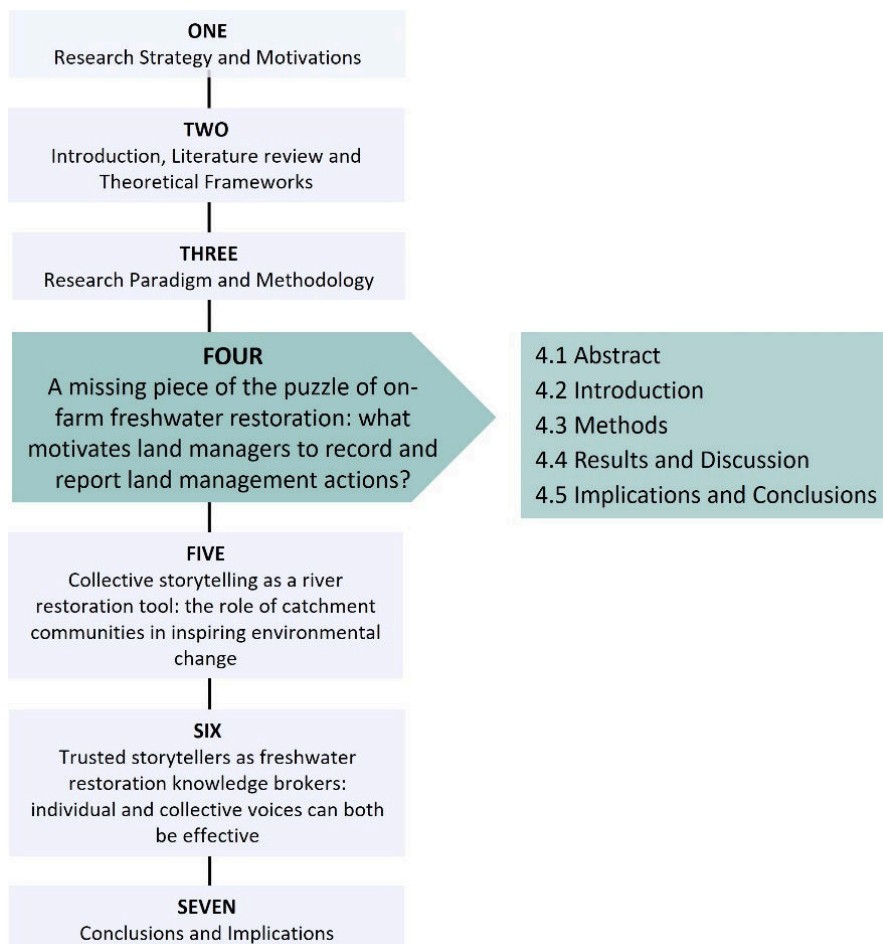 ONE
Research Strategy and Motivations
TWO
Introduction, Literature review and
Theoretical Frameworks
THREE
Research Paradigm and Methodology
FOUR
A missing piece of the puzzle of on-
farm freshwater restoration: what
motivates land managers to record and
report land management actions?
4.1 Abstract
4.2 Introduction
4.3 Methods
4.4 Results and Discussion
4.5 Implications and Conclusions
FIVE
Collective storytelling as a river
restoration tool: the role of catchment
communities in inspiring environmental
change
SIX
Trusted storytellers as freshwater
restoration knowledge brokers:
individual and collective voices can both
be effective
SEVEN
Conclusions and Implications